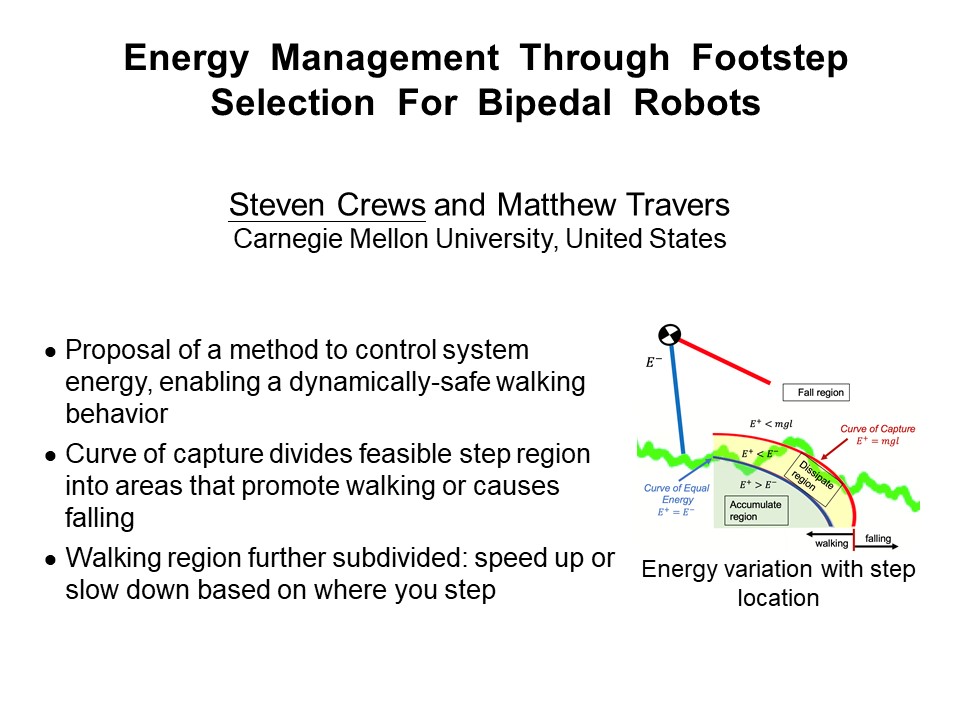 Energy Management Through Footstep
Selection For Bipedal Robots
Steven Crews and Matthew Travers
Carnegie Mellon University, United States
● Proposal of a method to control system
energy, enabling a dynamically-safe walking
behavior
● Curve of capture divides feasible step region
into areas that promote walking or causes
falling
● Walking region further subdivided: speed up or
slow down based on where you step
E⁻
Fall region
E⁺ < mgl
Curve of Capture
E⁺ = mgl
E⁺ < E⁻
Dissipate
region
E⁺ > E⁻
Curve of Equal
Energy
E⁺ = E⁻
Accumulate
region
walking
falling
Energy variation with step
location